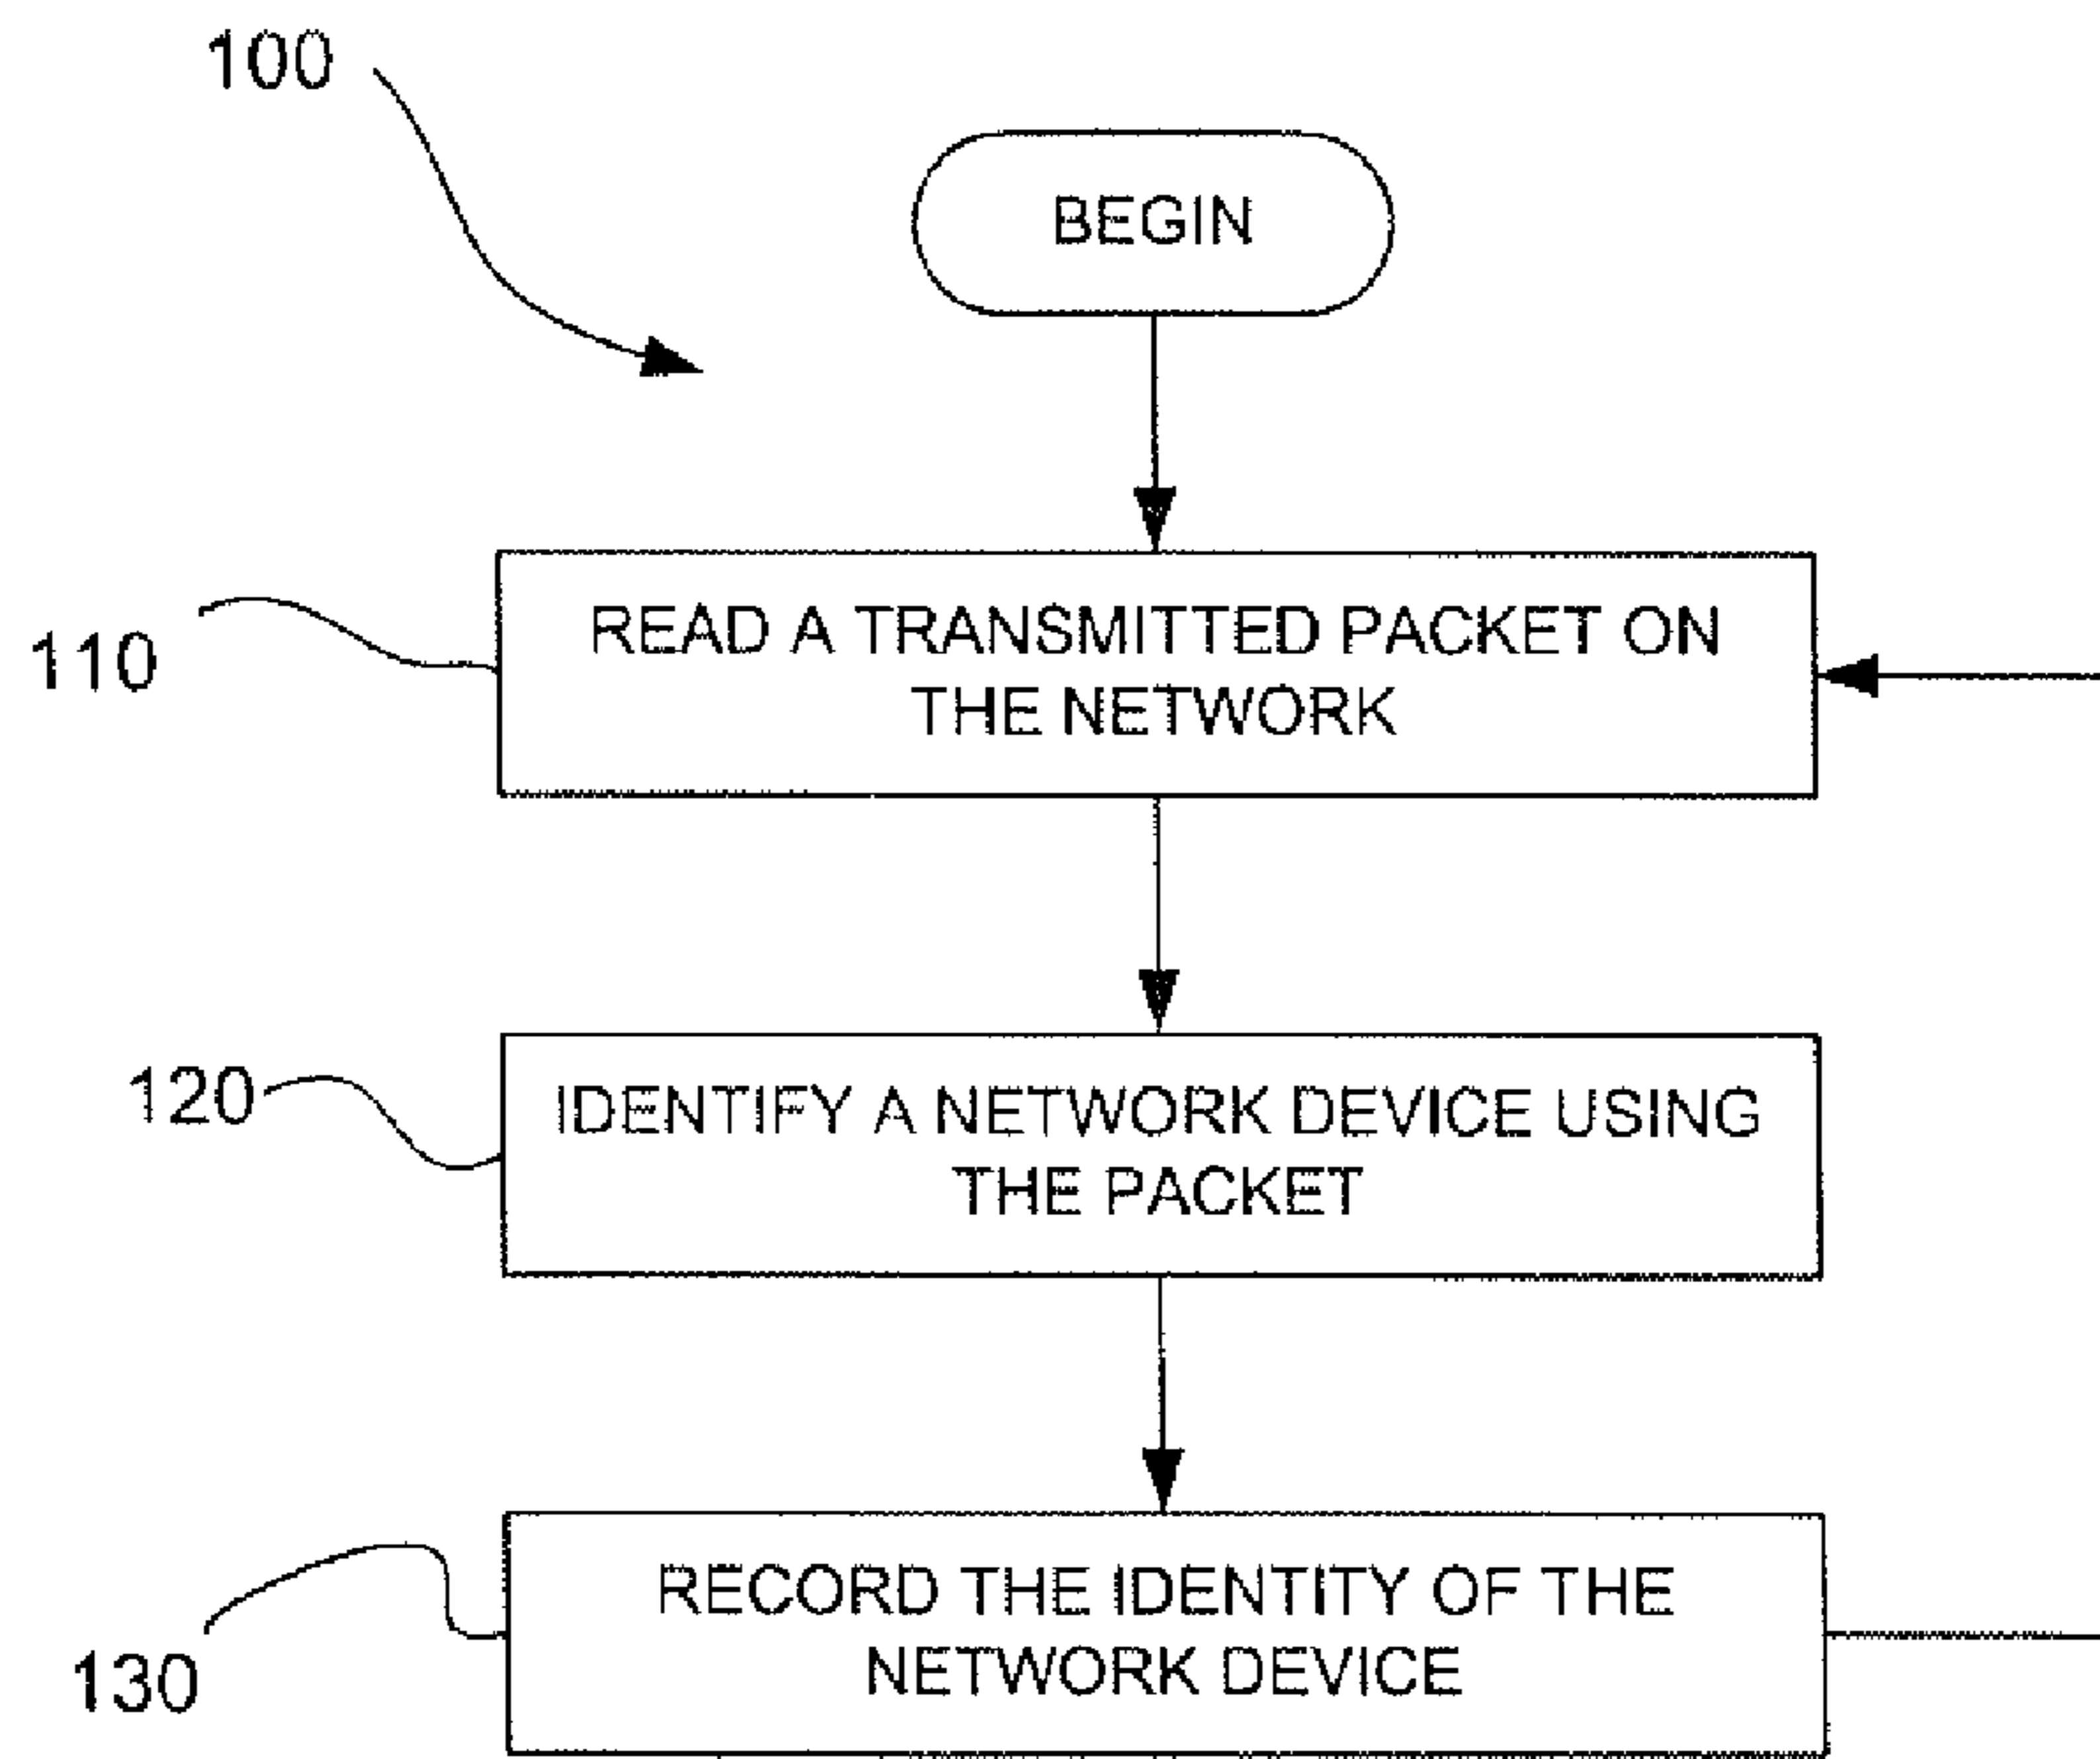 100
BEGIN
110
READ A TRANSMITTED PACKET ON
THE NETWORK
120
IDENTIFY A NETWORK DEVICE USING
THE PACKET
130
RECORD THE IDENTITY OF THE
NETWORK DEVICE